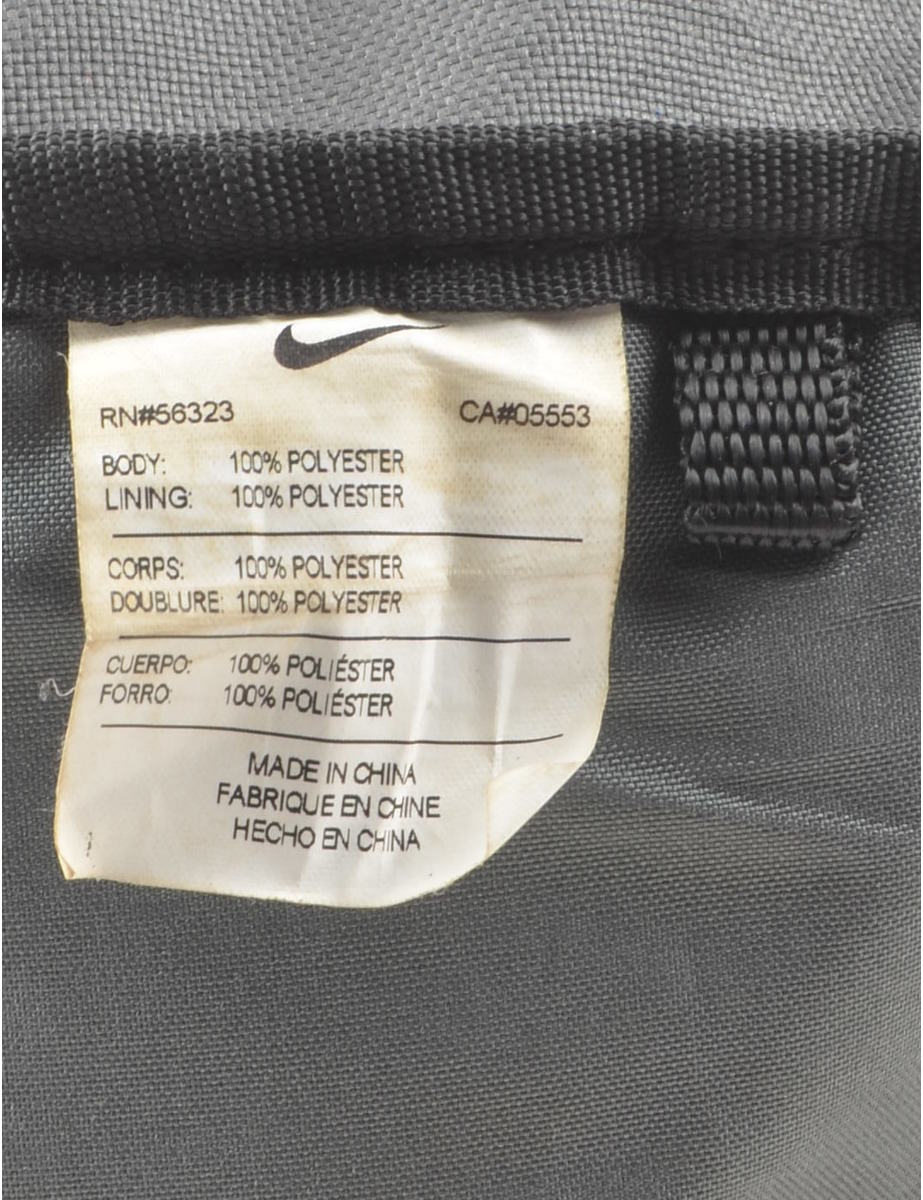 RN#56323 CA#05553
BODY: 100% POLYESTER
LINING: 100% POLYESTER
CORPS: 100% POLYESTER
DOUBLURE: 100% POLYESTER
CUERPO: 100% POLIÉSTER
FORRO: 100% POLIÉSTER
MADE IN CHINA
FABRIQUE EN CHINE
HECHO EN CHINA